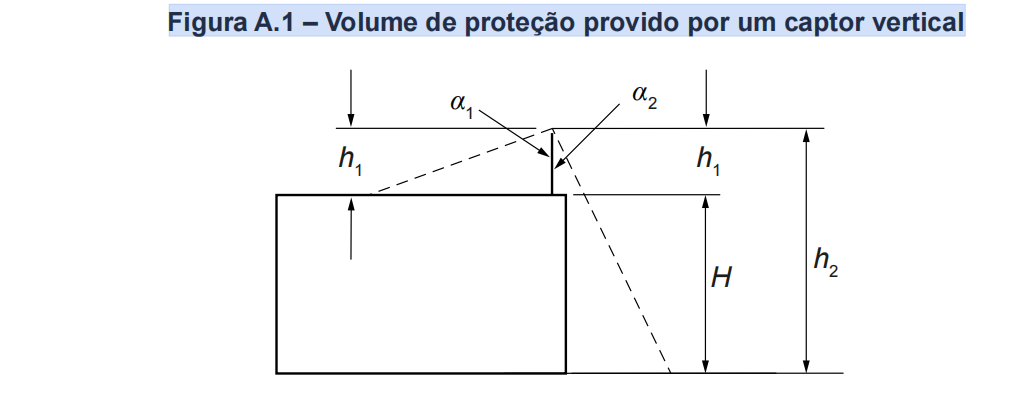 Figura A.1 – Volume de proteção provido por um captor vertical
α₁
α₂
h₁
h₁
H
h₂